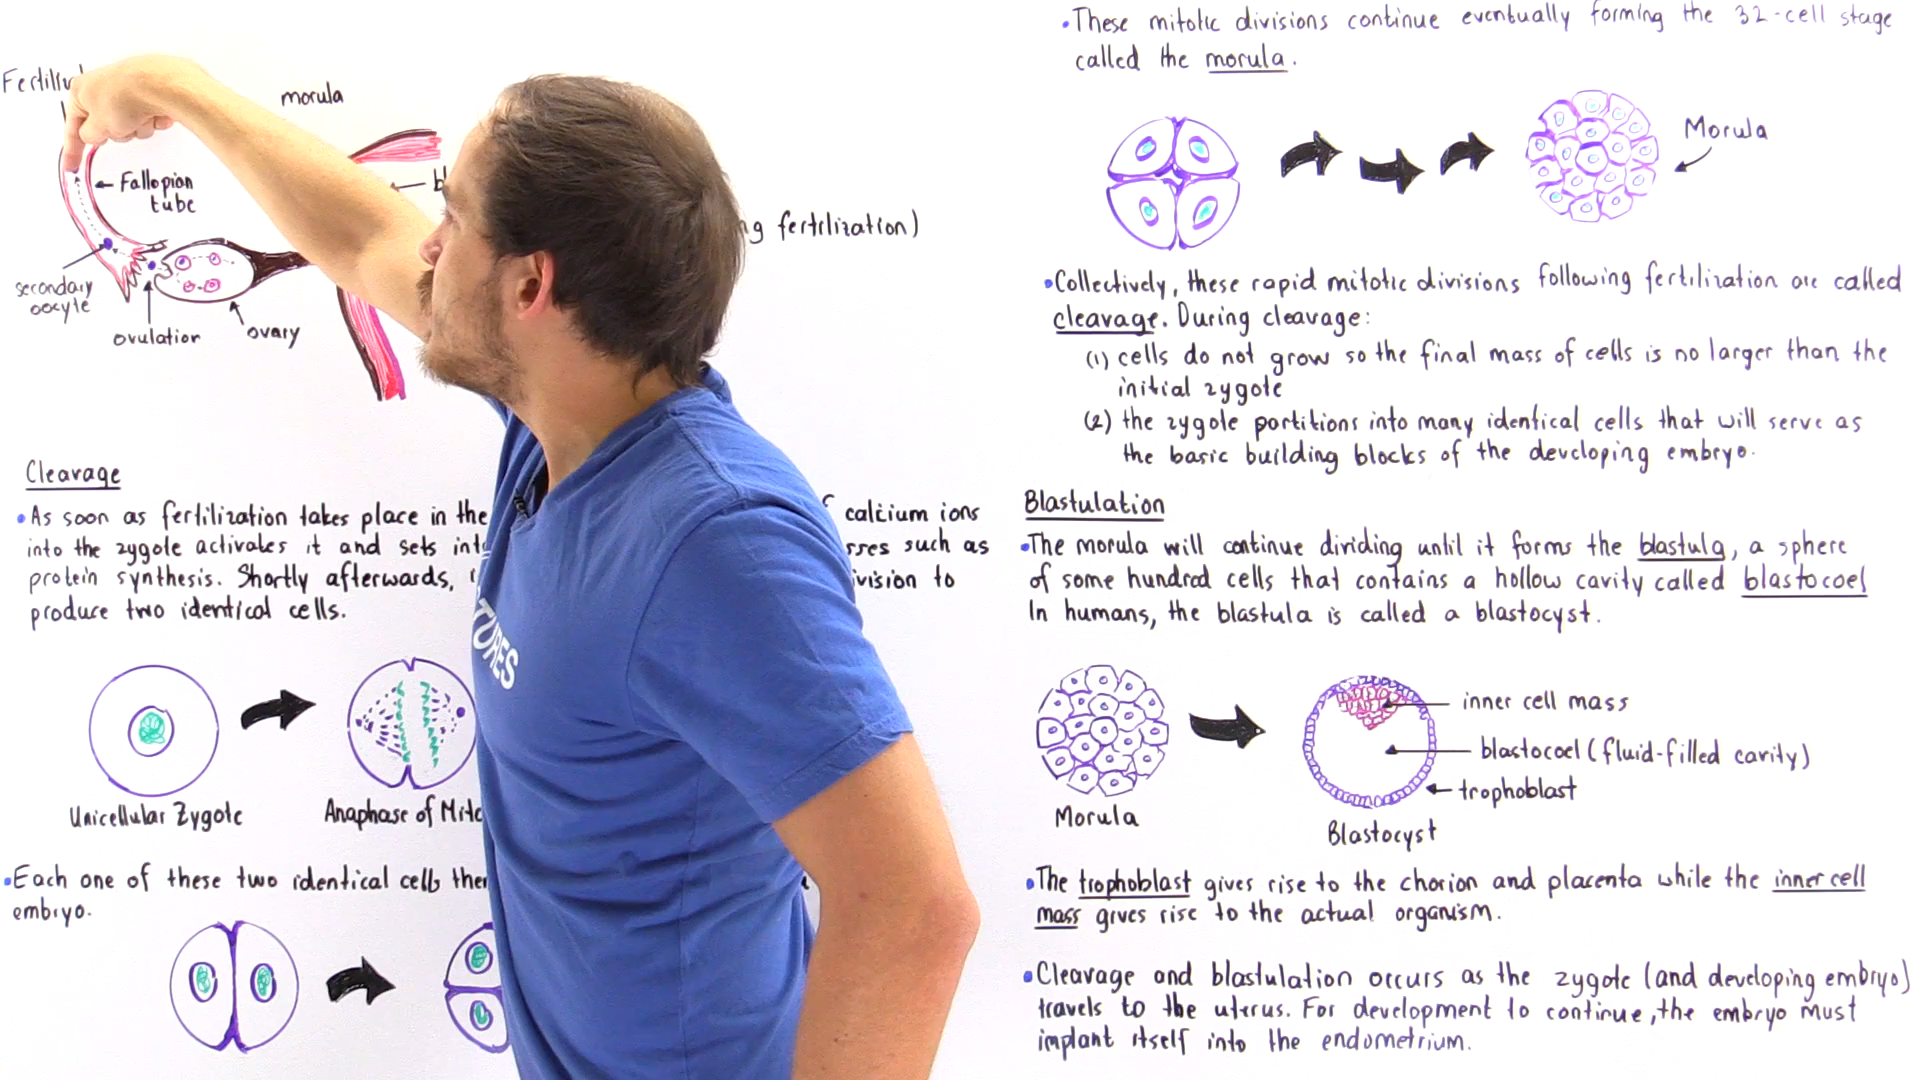 morula
Fallopian
tube
ng fertilization)
secondary
oocyte
ovulation
ovary
Cleavage
•As soon as fertilization takes place in the
calcium ions
into the zygote activates it and sets
such as
protein synthesis. Shortly afterwards,
to
produce two identical cells.
Unicellular Zygote
Anaphase of
•Each one of these two identical cells
embryo.
TURES
•These mitotic divisions continue eventually forming the 32-cell stage
called the morula.
Morula
•Collectively, these rapid mitotic divisions following fertilization are called
cleavage. During cleavage:
(1) cells do not grow so the final mass of cells is no larger than the
initial zygote
(2) the zygote partitions into many identical cells that will serve as
the basic building blocks of the developing embryo.
Blastulation
•The morula will continue dividing until it forms the blastula, a sphere
of some hundred cells that contains a hollow cavity called blastocoel
In humans, the blastula is called a blastocyst.
inner cell mass
blastocoel (fluid-filled cavity)
trophoblast
Morula
Blastocyst
•The trophoblast gives rise to the chorion and placenta while the inner cell
mass gives rise to the actual organism.
•Cleavage and blastulation occurs as the zygote (and developing embryo)
travels to the uterus. For development to continue, the embryo must
implant itself into the endometrium.